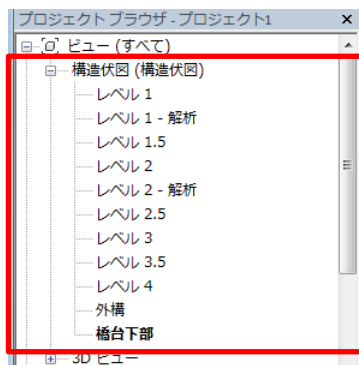 プロジェクト ブラウザ - プロジェクト1
ビュー (すべて)
構造伏図 (構造伏図)
レベル 1
レベル 1 - 解析
レベル 1.5
レベル 2
レベル 2 - 解析
レベル 2.5
レベル 3
レベル 3.5
レベル 4
外構
橋台下部
3D ビュー